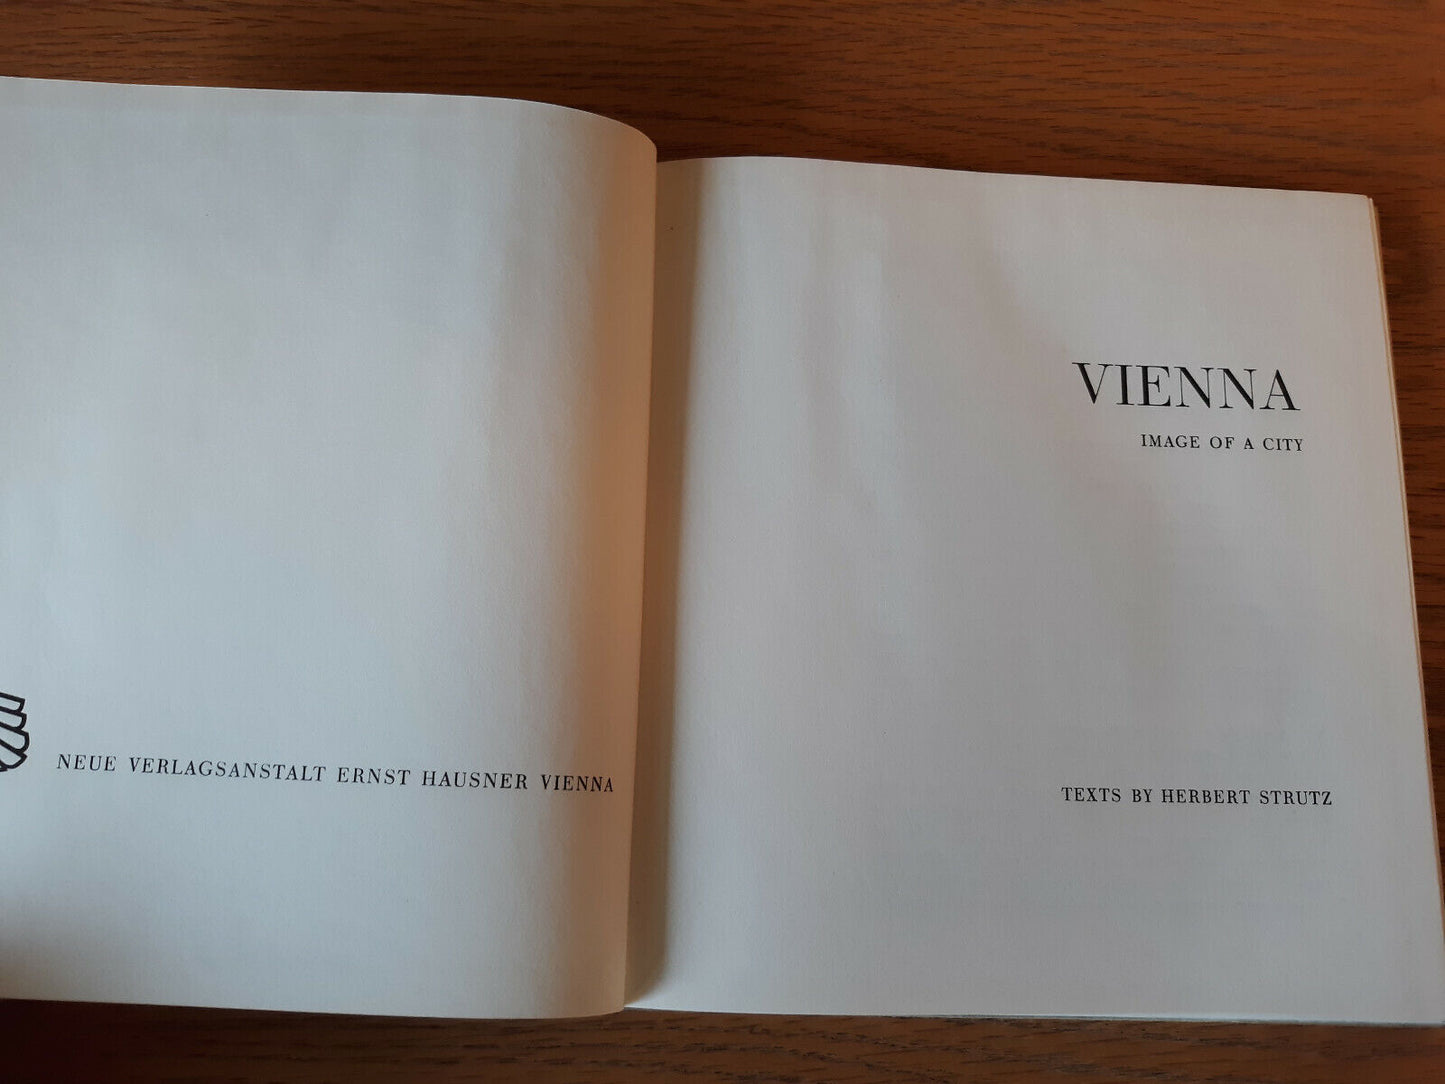 NEUE VERLAGSANSTALT ERNST HAUSNER VIENNA
VIENNA
IMAGE OF A CITY
TEXTS BY HERBERT STRUTZ